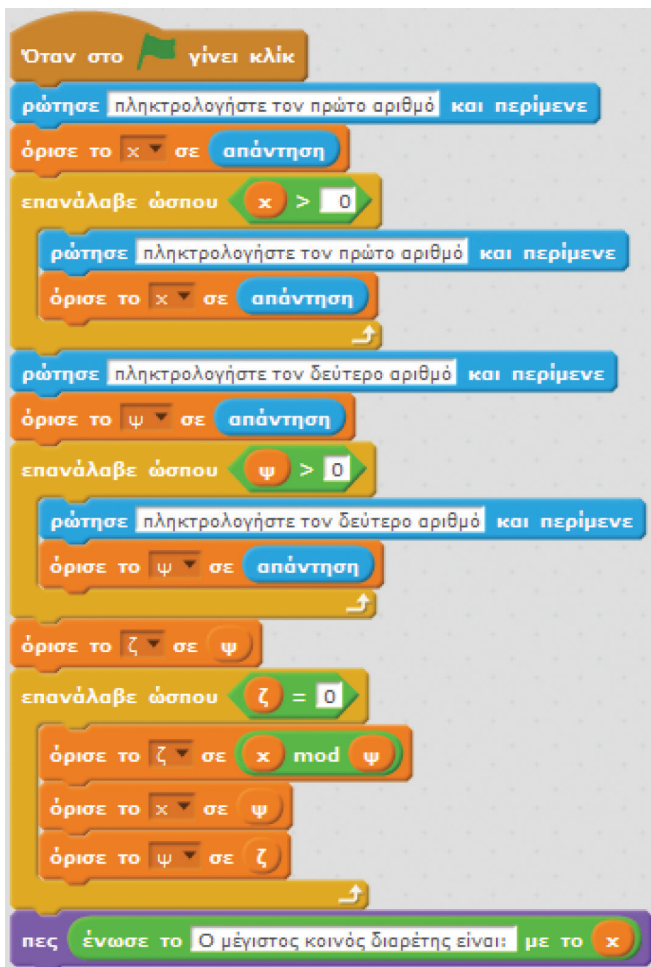 Όταν στο γίνει κλίκ
ρώτησε πληκτρολογήστε τον πρώτο αριθμό και περίμενε
όρισε το x σε απάντηση
επανάλαβε ώσπου x > 0
ρώτησε πληκτρολογήστε τον πρώτο αριθμό και περίμενε
όρισε το x σε απάντηση
ρώτησε πληκτρολογήστε τον δεύτερο αριθμό και περίμενε
όρισε το ψ σε απάντηση
επανάλαβε ώσπου ψ > 0
ρώτησε πληκτρολογήστε τον δεύτερο αριθμό και περίμενε
όρισε το ψ σε απάντηση
όρισε το ζ σε ψ
επανάλαβε ώσπου ζ = 0
όρισε το ζ σε x mod ψ
όρισε το x σε ψ
όρισε το ψ σε ζ
πες ένωσε το Ο μέγιστος κοινός διαρέτης είναι: με το x